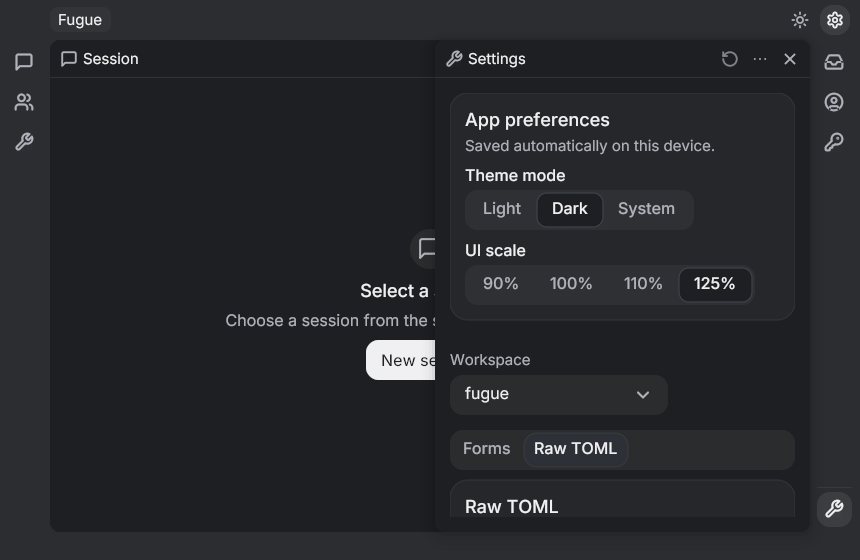 Fugue
Session
Settings
App preferences
Saved automatically on this device.
Theme mode
Light Dark System
UI scale
90% 100% 110% 125%
Select a
Choose a session from the
New se
Workspace
fugue
Forms Raw TOML
Raw TOML